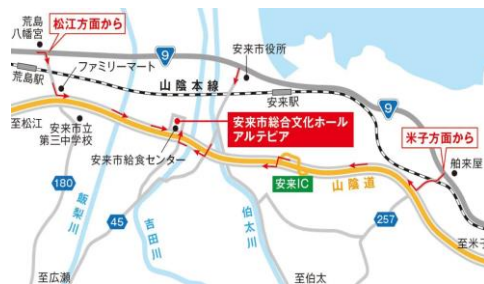 荒島
八幡宮
松江方面から
9
安来市役所
荒島駅
ファミリーマート
山陰本線
安来駅
9
至松江
安来市立
第三中学校
安来市総合文化ホール
アルテピア
米子方面から
安来市給食センター
舶来屋
180
飯梨川
45
吉田川
伯太川
安来IC
山陰道
257
至米子
至広瀬
至伯太